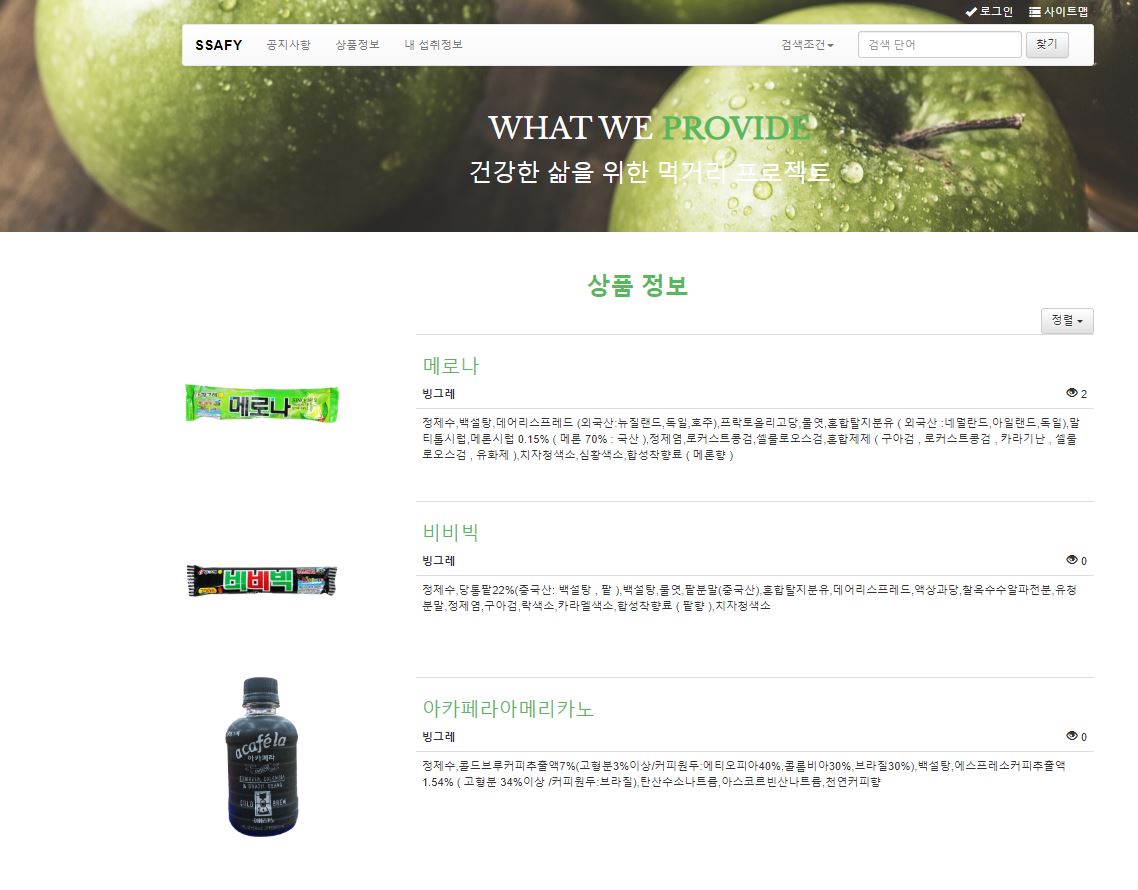 로그인 사이트맵
SSAFY 공지사항 상품정보 내 섭취정보 검색조건 검색 단어 찾기
WHAT WE PROVIDE
건강한 삶을 위한 먹거리 프로젝트
상품 정보
정렬
메로나
메로나
빙그레 2
정제수,백설탕,데어리스프레드 (외국산:뉴질랜드,독일,호주),프락토올리고당,물엿,혼합탈지분유 ( 외국산 :네덜란드,아일랜드,독일),말
티톨시럽,메론시럽 0.15% ( 메론 70% : 국산 ),정제염,로커스트콩검,셀룰로오스검,혼합제제 ( 구아검 , 로커스트콩검 , 카라기난 , 셀룰
로오스검 , 유화제 ),치자청색소,심황색소,합성착향료 ( 메론향 )
비비빅
비비빅
빙그레 0
정제수,당통팥22%(중국산: 백설탕 , 팥 ),백설탕,물엿,팥분말(중국산),혼합탈지분유,데어리스프레드,액상과당,찰옥수수알파전분,유청
분말,정제염,구아검,락색소,카라멜색소,합성착향료 ( 팥향 ),치자청색소
아카페라아메리카노
빙그레 0
정제수,콜드브루커피추출액7%(고형분3%이상/커피원두:에티오피아40%,콜롬비아30%,브라질30%),백설탕,에스프레소커피추출액
1.54% ( 고형분 34%이상 /커피원두:브라질),탄산수소나트륨,아스코르빈산나트륨,천연커피향
acaféla
아카페라
COLD BREW